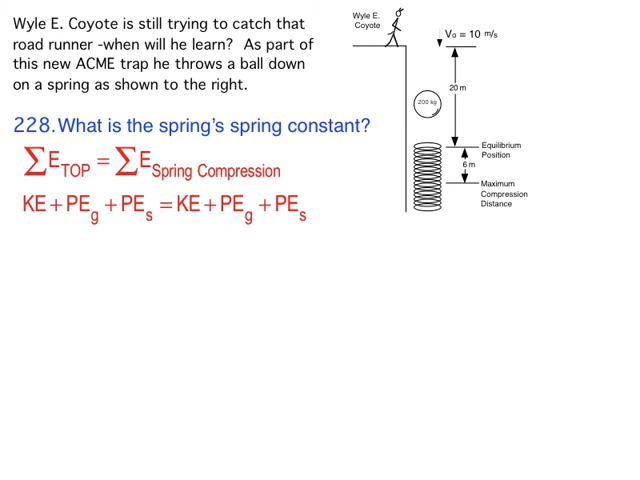 Wyle E. Coyote is still trying to catch that
road runner -when will he learn? As part of
this new ACME trap he throws a ball down
on a spring as shown to the right.
228. What is the spring's spring constant?
∑E_TOP = ∑E_Spring Compression
KE + PE_g + PE_s = KE + PE_g + PE_s
Wyle E.
Coyote
V₀ = 10 m/s
20 m
200 kg
Equilibrium
Position
6 m
Maximum
Compression
Distance